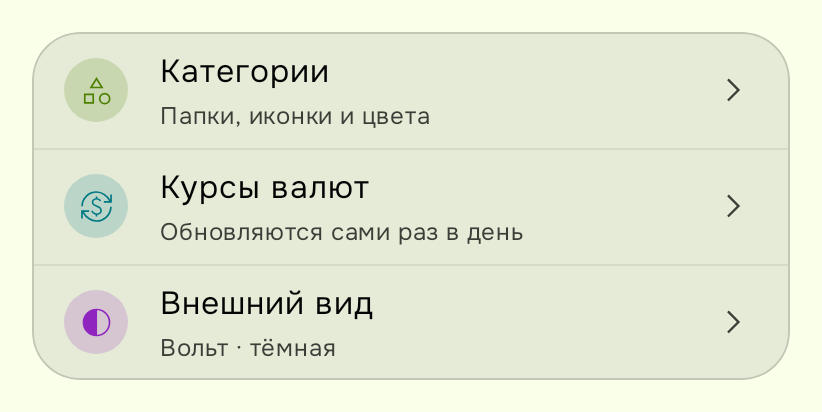 Категории
Папки, иконки и цвета
Курсы валют
Обновляются сами раз в день
Внешний вид
Вольт · тёмная